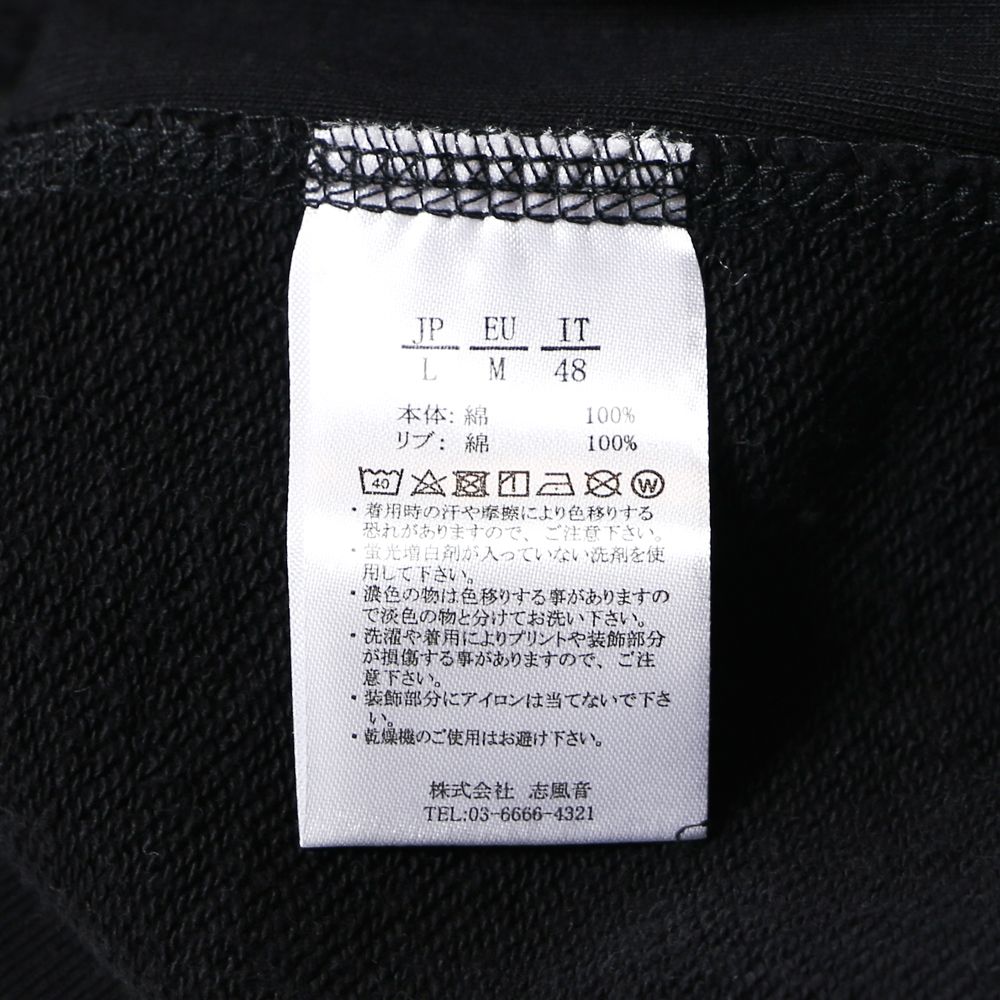 JP EU IT
L M 48
本体: 綿 100%
リブ: 綿 100%
40 W
・着用時の汗や摩擦により色移りする
恐れがありますので、ご注意下さい。
・蛍光増白剤が入っていない洗剤を使
用して下さい。
・濃色の物は色移りする事がありますの
で淡色の物と分けてお洗い下さい。
・洗濯や着用によりプリントや装飾部分
が損傷する事がありますので、ご注
意下さい。
・装飾部分にアイロンは当てないで下さ
い。
・乾燥機のご使用はお避け下さい。
株式会社 志風音
TEL:03-6666-4321